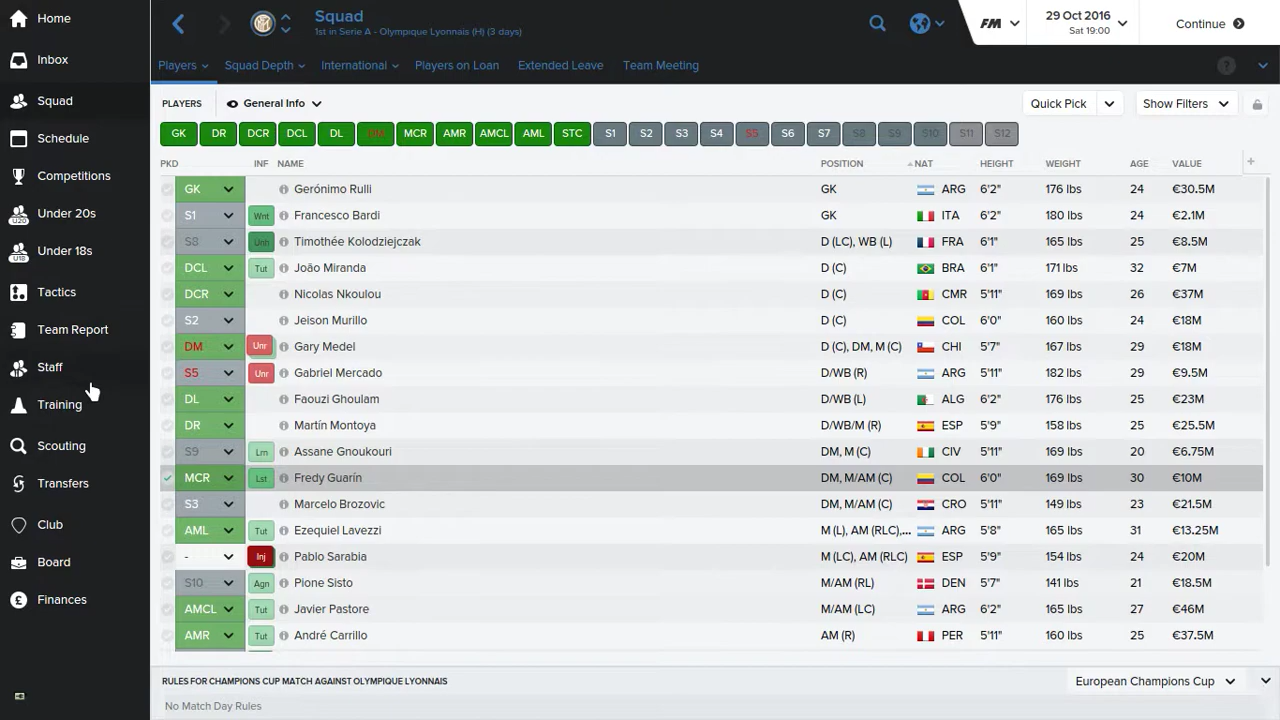 Home
Inbox
Squad
Schedule
Competitions
U20 Under 20s
U18 Under 18s
Tactics
Team Report
Staff
Training
Scouting
Transfers
Club
Board
£ Finances
Squad
1st in Serie A - Olympique Lyonnais (H) (3 days)
FM
29 Oct 2016
Sat 19:00
Continue
Players Squad Depth International Players on Loan Extended Leave Team Meeting ?
PLAYERS General Info Quick Pick Show Filters
GK DR DCR DCL DL DM MCR AMR AMCL AML STC S1 S2 S3 S4 S5 S6 S7 S8 S9 S10 S11 S12
PKD INF NAME POSITION NAT HEIGHT WEIGHT AGE VALUE +
GK Gerónimo Rulli GK ARG 6'2" 176 lbs 24 €30.5M
S1 Wnt Francesco Bardi GK ITA 6'2" 180 lbs 24 €2.1M
S8 Unh Timothée Kolodziejczak D (LC), WB (L) FRA 6'1" 165 lbs 25 €8.5M
DCL Tut João Miranda D (C) BRA 6'1" 171 lbs 32 €7M
DCR Nicolas Nkoulou D (C) CMR 5'11" 169 lbs 26 €37M
S2 Jeison Murillo D (C) COL 6'0" 160 lbs 24 €18M
DM Unr Gary Medel D (C), DM, M (C) CHI 5'7" 167 lbs 29 €18M
S5 Unr Gabriel Mercado D/WB (R) ARG 5'11" 182 lbs 29 €9.5M
DL Faouzi Ghoulam D/WB (L) ALG 6'2" 176 lbs 25 €23M
DR Martín Montoya D/WB/M (R) ESP 5'9" 158 lbs 25 €25.5M
S9 Lrn Assane Gnoukouri DM, M (C) CIV 5'11" 169 lbs 20 €6.75M
MCR Lst Fredy Guarín DM, M/AM (C) COL 6'0" 169 lbs 30 €10M
S3 Marcelo Brozovic DM, M/AM (C) CRO 5'11" 149 lbs 23 €21.5M
AML Tut Ezequiel Lavezzi M (L), AM (RLC),... ARG 5'8" 165 lbs 31 €13.25M
- Inj Pablo Sarabia M (LC), AM (RLC) ESP 5'9" 154 lbs 24 €20M
S10 Agn Pione Sisto M/AM (RL) DEN 5'7" 141 lbs 21 €18.5M
AMCL Tut Javier Pastore M/AM (LC) ARG 6'2" 165 lbs 27 €46M
AMR Tut André Carrillo AM (R) PER 5'11" 160 lbs 25 €37.5M
RULES FOR CHAMPIONS CUP MATCH AGAINST OLYMPIQUE LYONNAIS European Champions Cup
No Match Day Rules